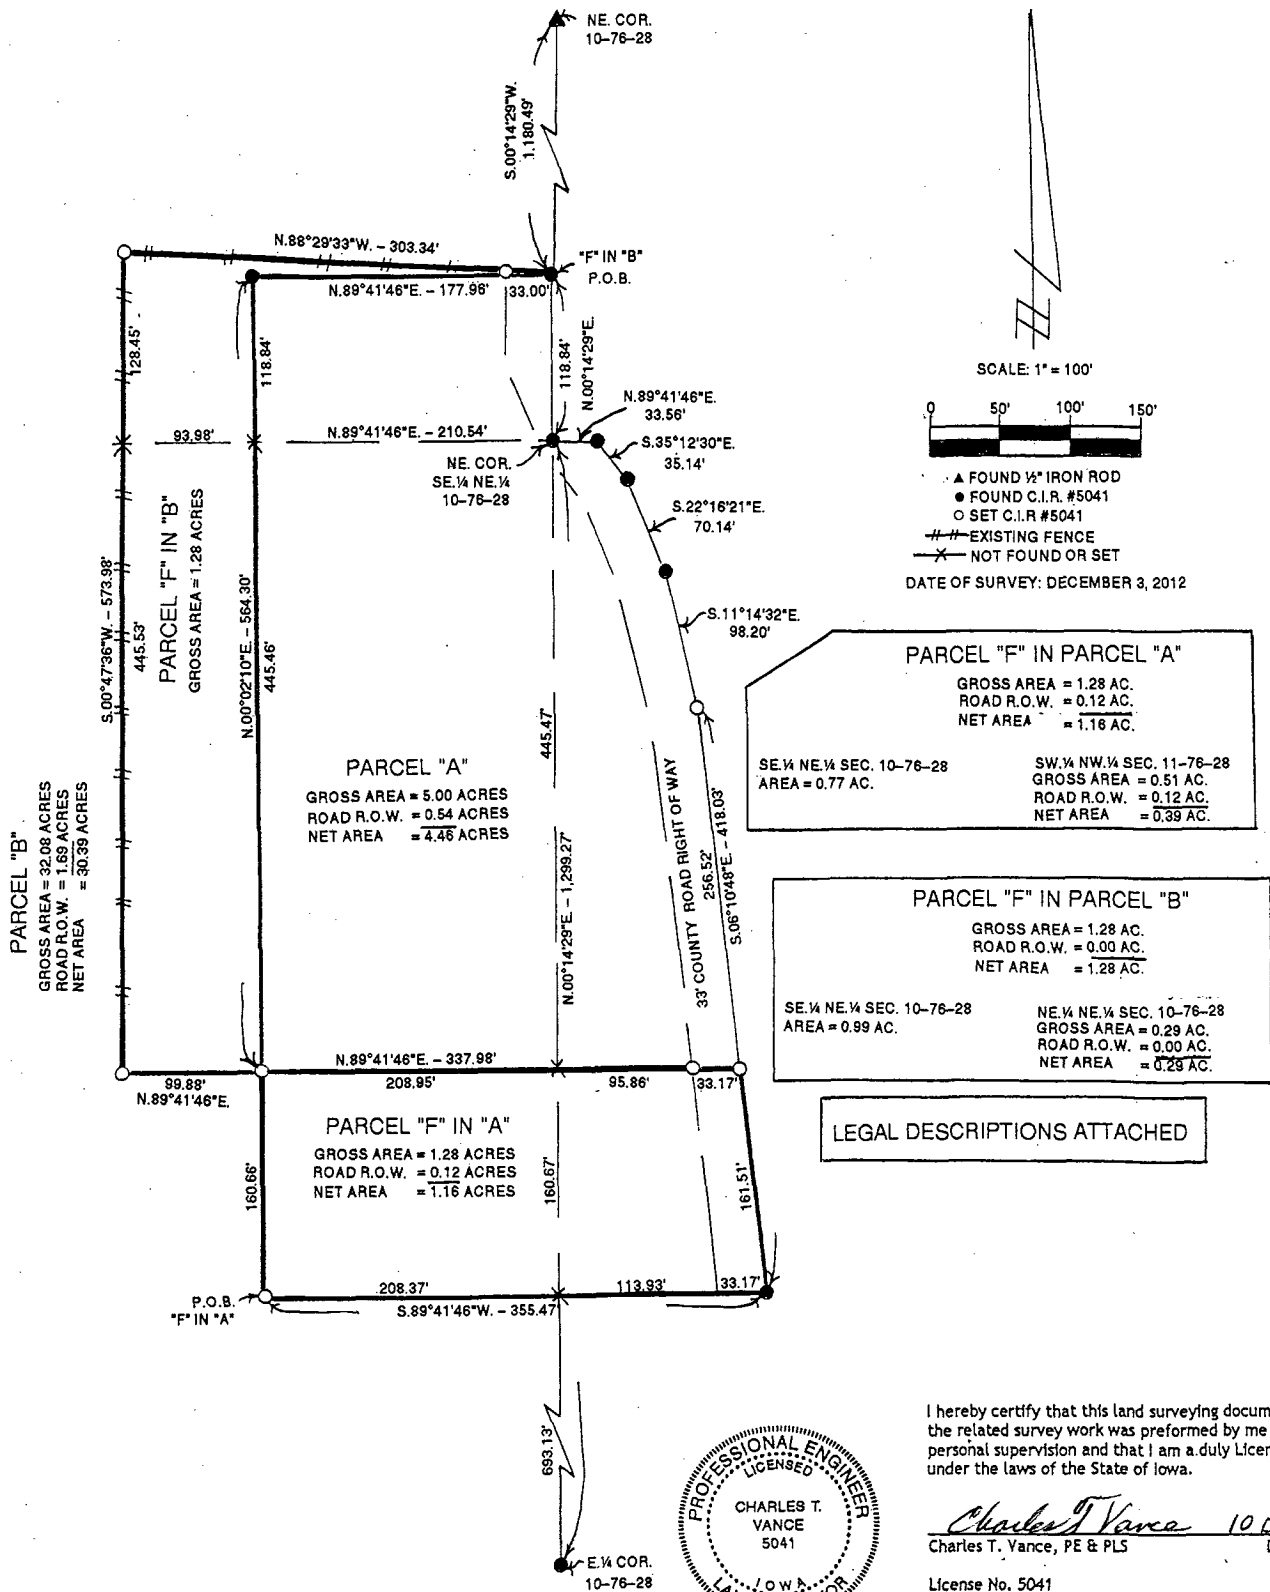 NE. COR.
10-76-28
S.00°14'29"W.
1,180.49'
N.88°29'33"W. - 303.34'
"F" IN "B"
P.O.B.
N.89°41'46"E. - 177.96'
33.00'
128.45'
118.84'
118.84'
N.00°14'29"E.
N.89°41'46"E.
33.56'
93.98'
N.89°41'46"E. - 210.54'
S.35°12'30"E.
35.14'
NE. COR.
SE.¼ NE.¼
10-76-28
S.22°16'21"E.
70.14'
SCALE: 1" = 100'
0 50' 100' 150'
FOUND ½" IRON ROD
FOUND C.I.R. #5041
SET C.I.R #5041
EXISTING FENCE
NOT FOUND OR SET
DATE OF SURVEY: DECEMBER 3, 2012
S.00°47'36"W. - 573.98'
445.53'
PARCEL "F" IN "B"
GROSS AREA = 1.28 ACRES
N.00°02'10"E. - 564.30'
445.46'
S.11°14'32"E.
98.20'
445.47'
N.00°14'29"E. - 1,299.27'
PARCEL "A"
GROSS AREA = 5.00 ACRES
ROAD R.O.W. = 0.54 ACRES
NET AREA = 4.46 ACRES
33' COUNTY ROAD RIGHT OF WAY
256.52'
S.06°10'48"E. - 418.03'
PARCEL "B"
GROSS AREA = 32.08 ACRES
ROAD R.O.W. = 1.69 ACRES
NET AREA = 30.39 ACRES
PARCEL "F" IN PARCEL "A"
GROSS AREA = 1.28 AC.
ROAD R.O.W. = 0.12 AC.
NET AREA = 1.16 AC.
SE.¼ NE.¼ SEC. 10-76-28
AREA = 0.77 AC.
SW.¼ NW.¼ SEC. 11-76-28
GROSS AREA = 0.51 AC.
ROAD R.O.W. = 0.12 AC.
NET AREA = 0.39 AC.
PARCEL "F" IN PARCEL "B"
GROSS AREA = 1.28 AC.
ROAD R.O.W. = 0.00 AC.
NET AREA = 1.28 AC.
SE.¼ NE.¼ SEC. 10-76-28
AREA = 0.99 AC.
NE.¼ NE.¼ SEC. 10-76-28
GROSS AREA = 0.29 AC.
ROAD R.O.W. = 0.00 AC.
NET AREA = 0.29 AC.
LEGAL DESCRIPTIONS ATTACHED
N.89°41'46"E. - 337.98'
99.88'
208.95'
95.86'
33.17'
N.89°41'46"E.
PARCEL "F" IN "A"
GROSS AREA = 1.28 ACRES
ROAD R.O.W. = 0.12 ACRES
NET AREA = 1.16 ACRES
160.66'
160.67'
161.51'
208.37'
113.93'
33.17'
P.O.B.
"F" IN "A"
S.89°41'46"W. - 355.47'
693.13'
E.¼ COR.
10-76-28
PROFESSIONAL ENGINEER
LICENSED
CHARLES T.
VANCE
5041
IOWA
I hereby certify that this land surveying docum
the related survey work was preformed by me
personal supervision and that I am a duly Licen
under the laws of the State of Iowa.
Charles T Vance 10
Charles T. Vance, PE & PLS
License No. 5041